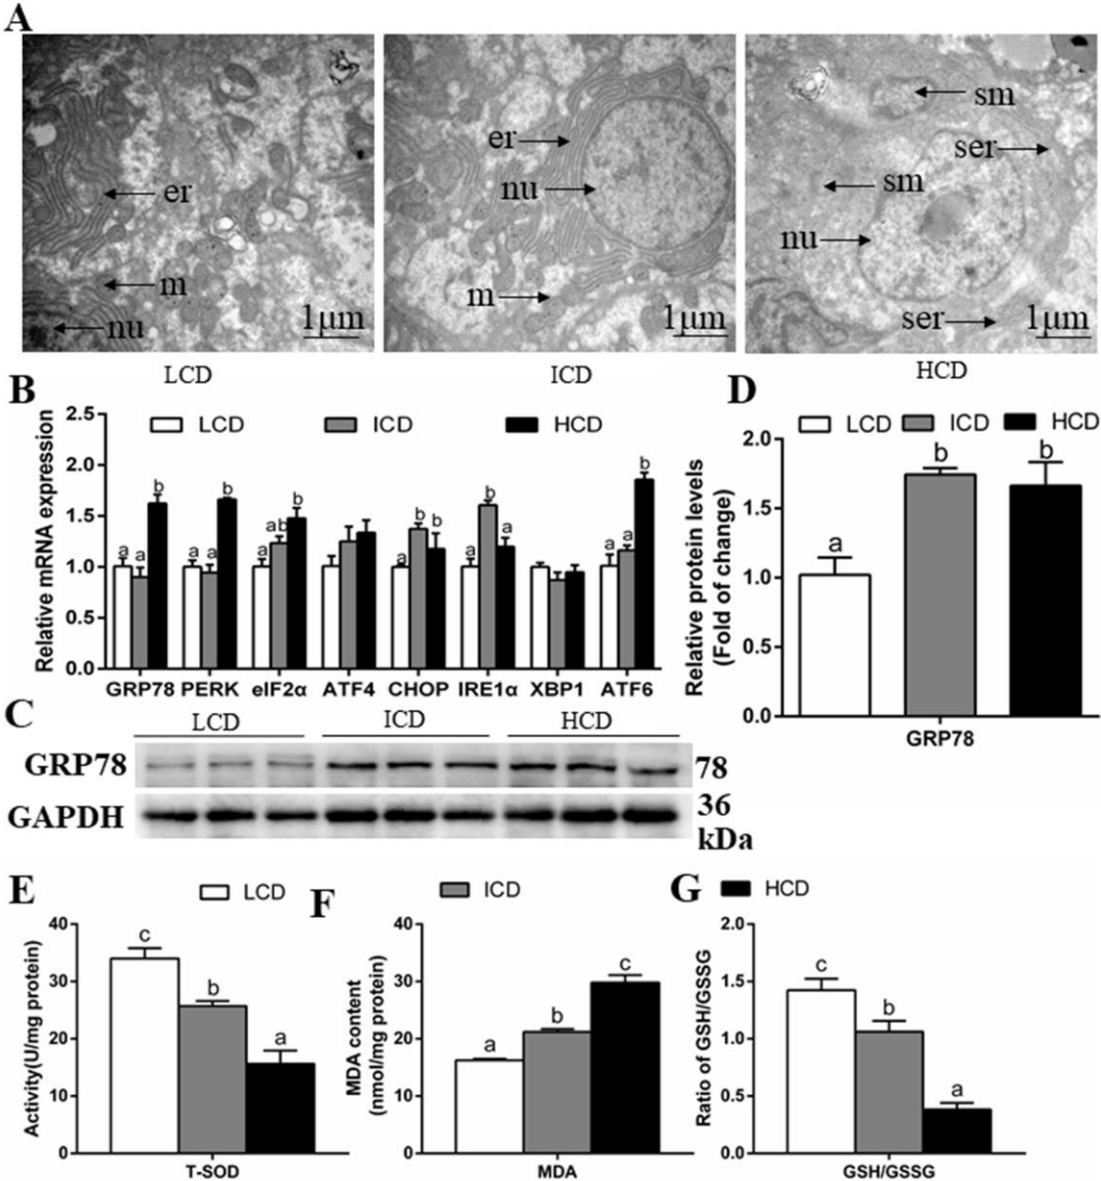 A
er
m
nu
1μm
er
nu
m
1μm
sm
ser
sm
nu
ser
1μm
LCD
ICD
HCD
B
LCD
ICD
HCD
Relative mRNA expression
2.5
2.0
1.5
1.0
0.5
0.0
a a b
a a b
a ab b
a b b
a b a
a a b
GRP78 PERK eIF2α ATF4 CHOP IRE1α XBP1 ATF6
D
LCD ICD HCD
Relative protein levels
(Fold of change)
2.0
1.5
1.0
0.5
0.0
a b b
GRP78
C
LCD ICD HCD
GRP78
78
GAPDH
36
kDa
E
LCD
Activity(U/mg protein)
40
30
20
10
0
c b a
T-SOD
F
ICD
MDA content
(nmol/mg protein)
40
30
20
10
0
a b c
MDA
G
HCD
Ratio of GSH/GSSG
2.0
1.5
1.0
0.5
0.0
c b a
GSH/GSSG